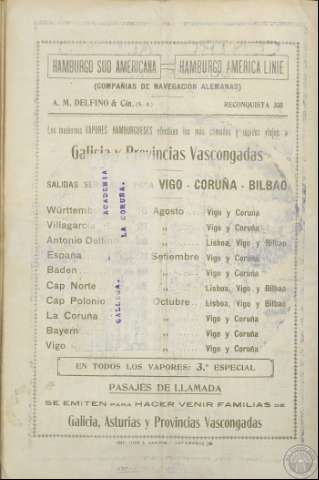 HAMBURGO SUD AMERICANA HAMBURGO AMERICA LINIE
(COMPAÑIAS DE NAVEGACION ALEMANAS)
A. M. DELFINO & Cía. (S. A.) RECONQUISTA
Los modernos VAPORES HAMBURGUESES efectúan los más cómodos y rápidos viajes a
Galicia y Provincias Vascongadas
SALIDAS VIGO - CORUÑA - BILBAO
Württem Agosto Vigo y Coruña
Villagarcí „ Vigo y Coruña
Antonio Delf „ Lisboa, Vigo y Bilbao
España Setiembre Vigo y Coruña
Baden „ Vigo y Coruña
Cap Norte „ Lisboa, Vigo y Bilbao
Cap Polonio Octubre Lisboa, Vigo y Bilbao
La Coruña „ Vigo y Coruña
Bayern „ Vigo y Coruña
Vigo „ Vigo y Coruña
ACADEMIA GALLEGA.
LA CORUÑA.
EN TODOS LOS VAPORES: 3.ª ESPECIAL
PASAJES DE LLAMADA
SE EMITEN PARA HACER VENIR FAMILIAS DE
Galicia, Asturias y Provincias Vascongadas